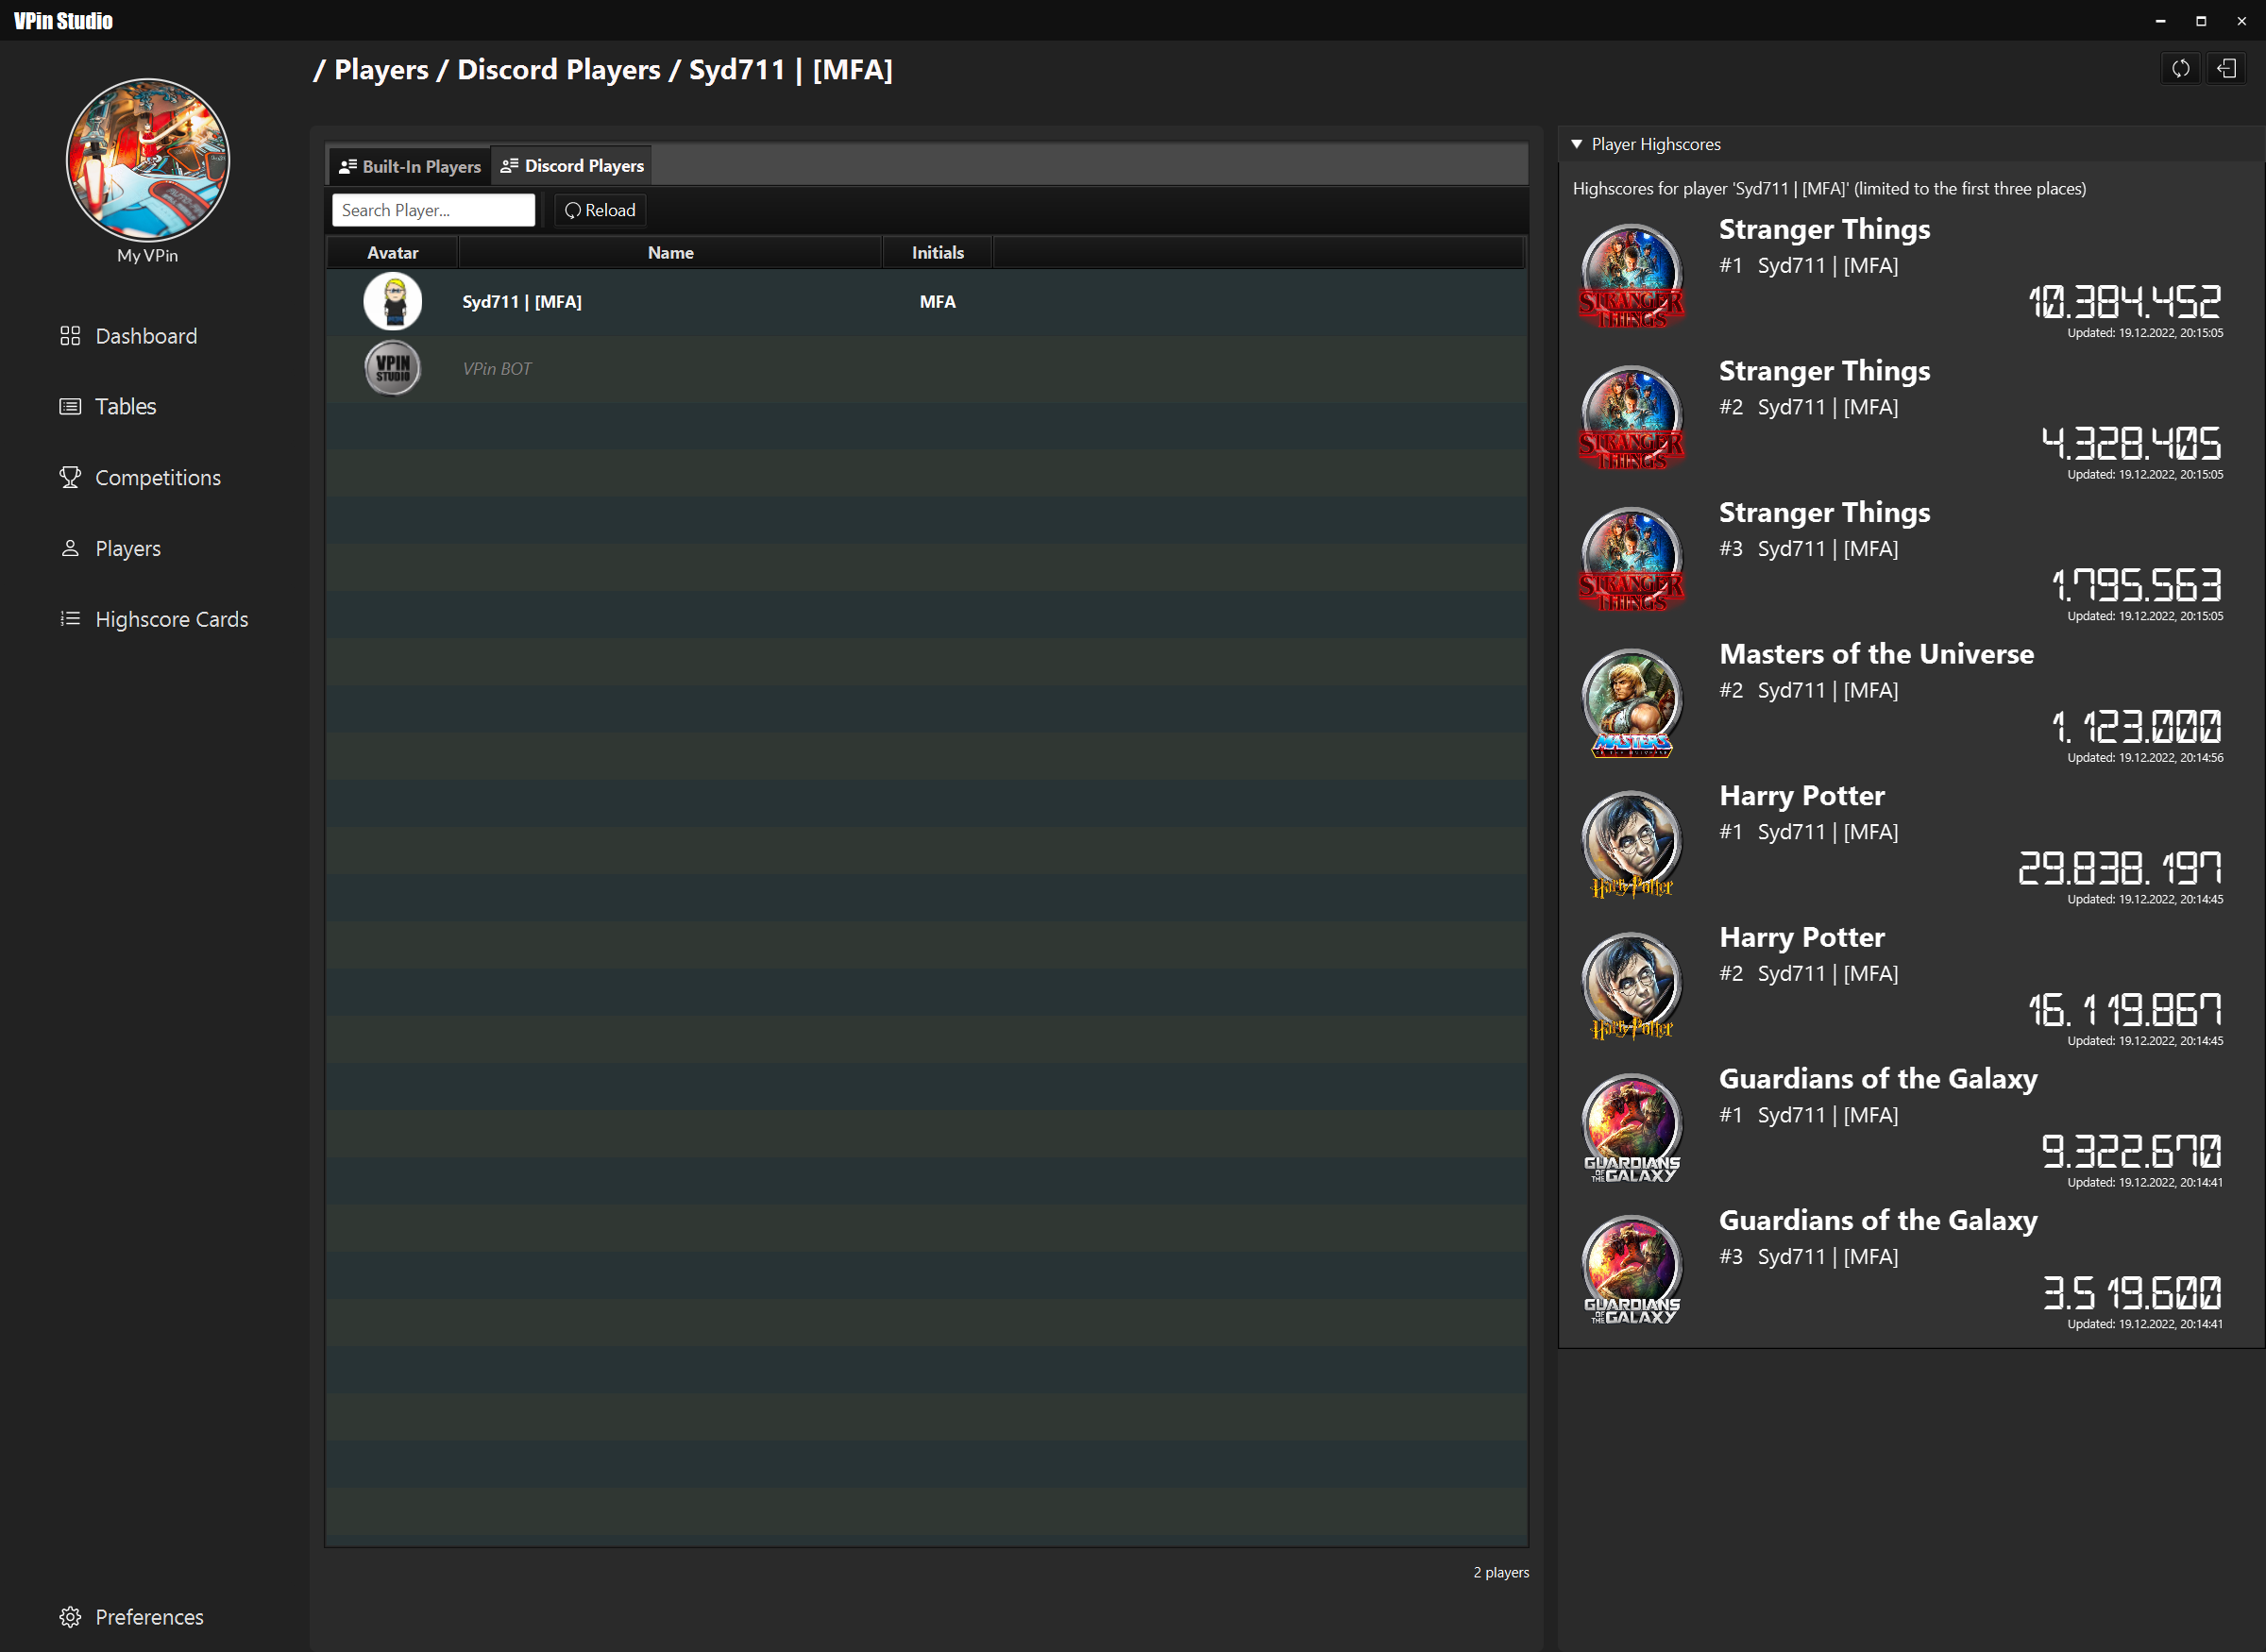 VPin Studio
/ Players / Discord Players / Syd711 | [MFA]
My VPin
Dashboard
Tables
Competitions
Players
Highscore Cards
Preferences
Built-In Players
Discord Players
Search Player...
Reload
Avatar Name Initials
Syd711 | [MFA] MFA
VPIN
STUDIO
VPin BOT
2 players
Player Highscores
Highscores for player 'Syd711 | [MFA]' (limited to the first three places)
STRANGER
THINGS
Stranger Things
#1 Syd711 | [MFA]
10.384.452
Updated: 19.12.2022, 20:15:05
STRANGER
THINGS
Stranger Things
#2 Syd711 | [MFA]
4.328.405
Updated: 19.12.2022, 20:15:05
STRANGER
THINGS
Stranger Things
#3 Syd711 | [MFA]
1.795.563
Updated: 19.12.2022, 20:15:05
MASTERS
OF THE UNIVERSE
Masters of the Universe
#2 Syd711 | [MFA]
1.123.000
Updated: 19.12.2022, 20:14:56
Harry Potter
Harry Potter
#1 Syd711 | [MFA]
29.838.197
Updated: 19.12.2022, 20:14:45
Harry Potter
Harry Potter
#2 Syd711 | [MFA]
16.119.867
Updated: 19.12.2022, 20:14:45
GUARDIANS
OF THE GALAXY
Guardians of the Galaxy
#1 Syd711 | [MFA]
9.322.670
Updated: 19.12.2022, 20:14:41
GUARDIANS
OF THE GALAXY
Guardians of the Galaxy
#3 Syd711 | [MFA]
3.519.600
Updated: 19.12.2022, 20:14:41